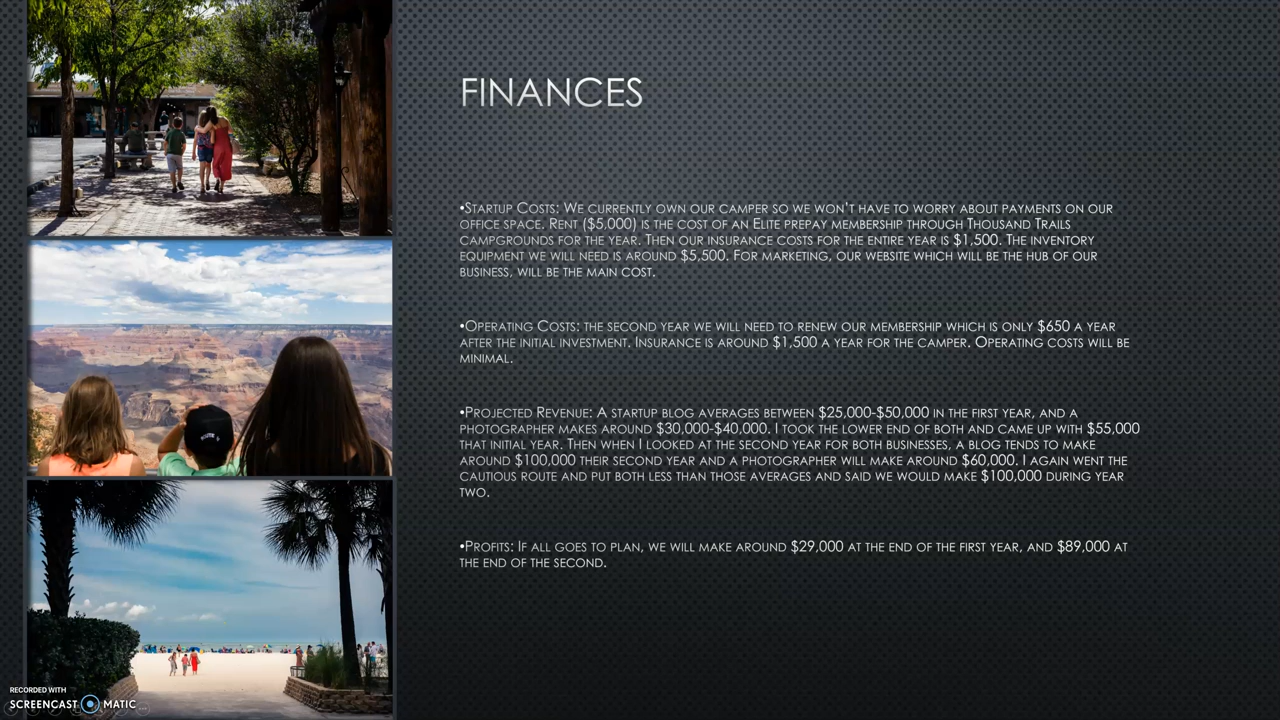 FINANCES
•Startup Costs: We currently own our camper so we won't have to worry about payments on our
office space. Rent ($5,000) is the cost of an Elite prepay membership through Thousand Trails
campgrounds for the year. Then our insurance costs for the entire year is $1,500. The inventory
equipment we will need is around $5,500. For marketing, our website which will be the hub of our
business, will be the main cost.
•Operating Costs: the second year we will need to renew our membership which is only $650 a year
after the initial investment. Insurance is around $1,500 a year for the camper. Operating costs will be
minimal.
•Projected Revenue: A startup blog averages between $25,000-$50,000 in the first year, and a
photographer makes around $30,000-$40,000. I took the lower end of both and came up with $55,000
that initial year. Then when I looked at the second year for both businesses, a blog tends to make
around $100,000 their second year and a photographer will make around $60,000. I again went the
cautious route and put both less than those averages and said we would make $100,000 during year
two.
•Profits: If all goes to plan, we will make around $29,000 at the end of the first year, and $89,000 at
the end of the second.
RECORDED WITH
SCREENCAST MATIC